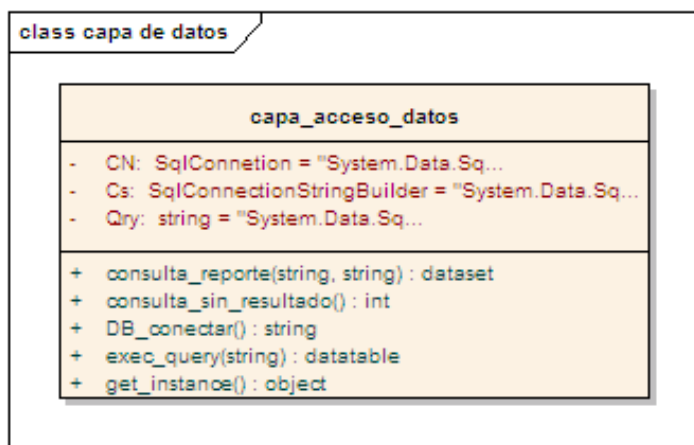 class capa de datos
capa_acceso_datos
- CN: SqlConnetion = "System.Data.Sq...
- Cs: SqlConnectionStringBuilder = "System.Data.Sq...
- Qry: string = "System.Data.Sq...
+ consulta_reporte(string, string) : dataset
+ consulta_sin_resultado() : int
+ DB_conectar() : string
+ exec_query(string) : datatable
+ get_instance() : object